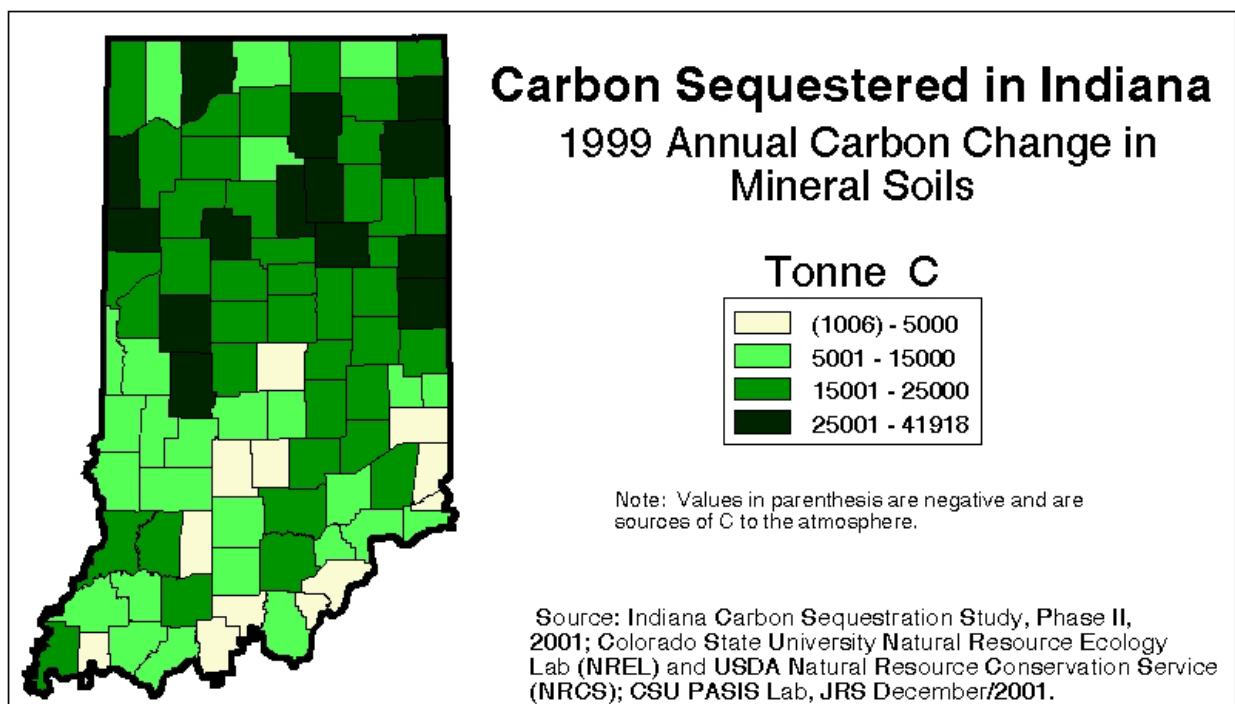 Carbon Sequestered in Indiana
1999 Annual Carbon Change in
Mineral Soils
Tonne C
(1006) - 5000
5001 - 15000
15001 - 25000
25001 - 41918
Note: Values in parenthesis are negative and are
sources of C to the atmosphere.
Source: Indiana Carbon Sequestration Study, Phase II,
2001; Colorado State University Natural Resource Ecology
Lab (NREL) and USDA Natural Resource Conservation Service
(NRCS); CSU PASIS Lab, JRS December/2001.